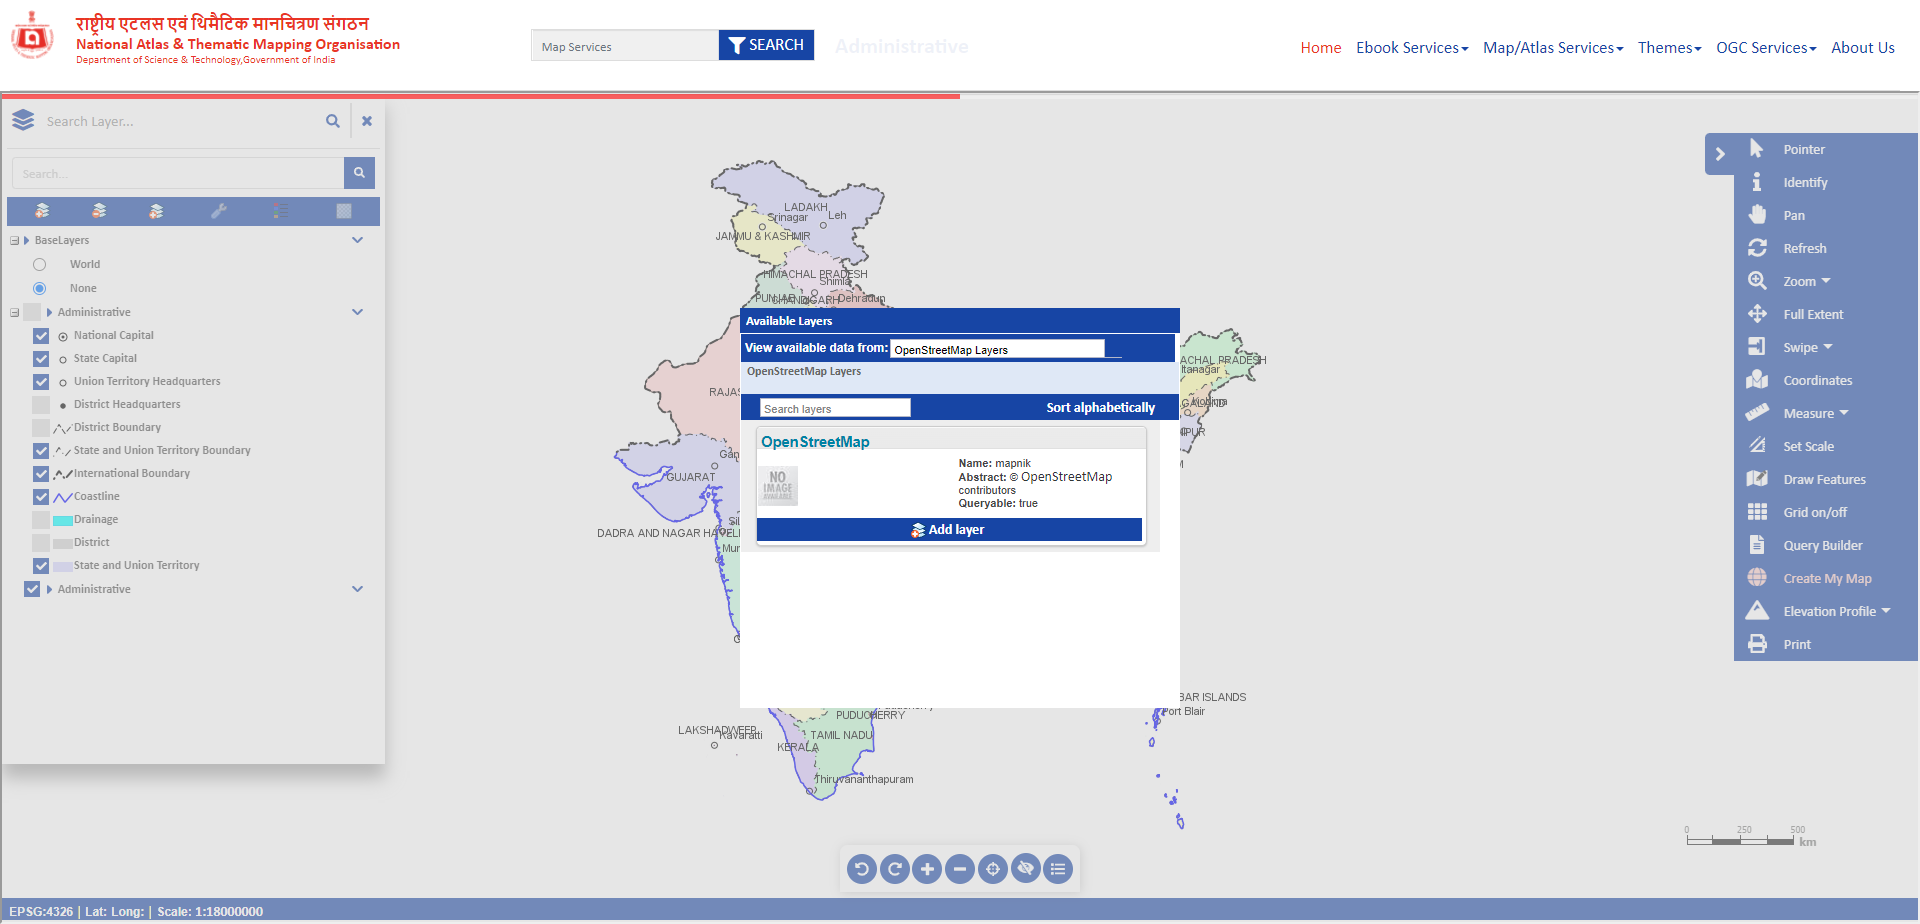 राष्ट्रीय एटलस एवं थिमैटिक मानचित्रण संगठन
National Atlas & Thematic Mapping Organisation
Department of Science & Technology,Government of India
Map Services
SEARCH
Administrative
Home
Ebook Services
Map/Atlas Services
Themes
OGC Services
About Us
Search Layer...
Search...
BaseLayers
World
None
Administrative
National Capital
State Capital
Union Territory Headquarters
District Headquarters
District Boundary
State and Union Territory Boundary
International Boundary
Coastline
Drainage
District
State and Union Territory
Administrative
LADAKH
Srinagar
Leh
JAMMU & KASHMIR
HIMACHAL PRADESH
Shimla
PUNJAB
CHANDIGARH
Dehradun
GUJARAT
DADRA AND NAGAR HAVELI
LAKSHADWEEP
Kavaratti
PUDUCHERRY
TAMIL NADU
KERALA
Thiruvananthapuram
Port Blair
Available Layers
View available data from:
OpenStreetMap Layers
OpenStreetMap Layers
Search layers
Sort alphabetically
OpenStreetMap
NO
IMAGE
AVAILABLE
Name: mapnik
Abstract: © OpenStreetMap
contributors
Queryable: true
Add layer
Pointer
Identify
Pan
Refresh
Zoom
Full Extent
Swipe
Coordinates
Measure
Set Scale
Draw Features
Grid on/off
Query Builder
Create My Map
Elevation Profile
Print
0 250 500
km
EPSG:4326 | Lat: Long: | Scale: 1:18000000